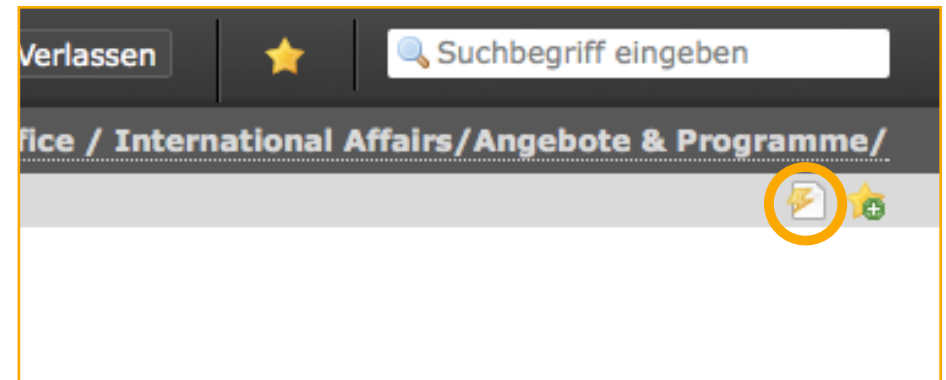 Verlassen
Suchbegriff eingeben
fice / International Affairs/Angebote & Programme/